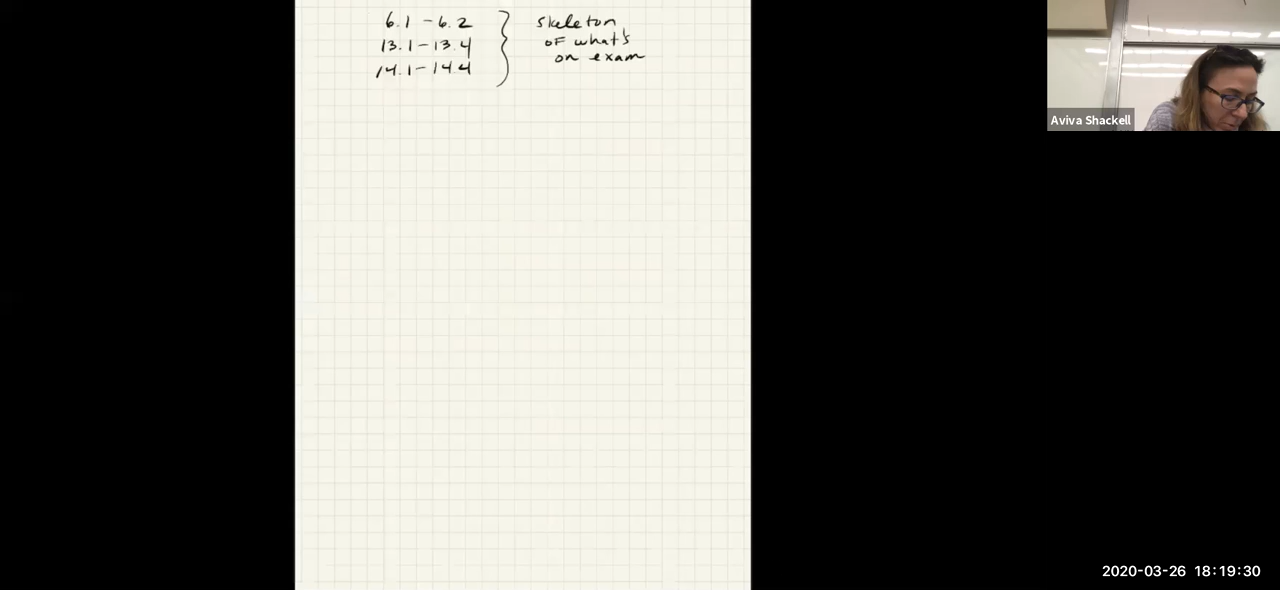 6.1 - 6.2
13.1 - 13.4
14.1 - 14.4
skeleton
of what's
on exam
Aviva Shackell
2020-03-26 18:19:30